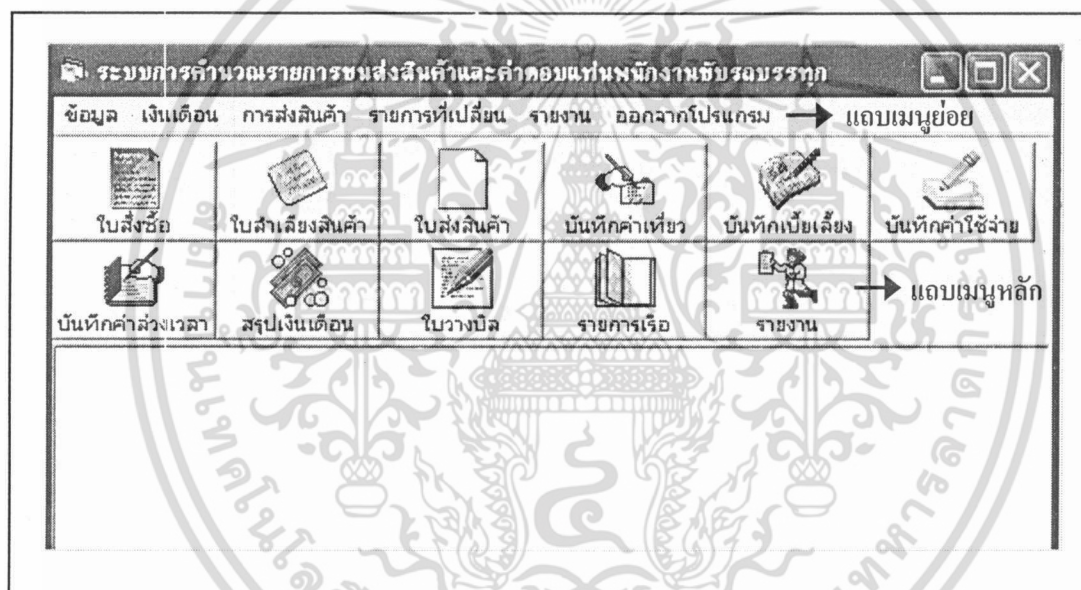 ระบบการคำนวณรายการขนส่งสินค้าและค่าตอบแทนพนักงานขับรถบรรทุก
ข้อมูล เงินเดือน การส่งสินค้า รายการที่เปลี่ยน รายงาน ออกจากโปรแกรม แถบเมนูย่อย
ใบสั่งซื้อ ใบลำเลียงสินค้า ใบส่งสินค้า บันทึกค่าเที่ยว บันทึกเบี้ยเลี้ยง บันทึกค่าใช้จ่าย
บันทึกค่าล่วงเวลา สรุปเงินเดือน ใบวางบิล รายการเรือ รายงาน แถบเมนูหลัก